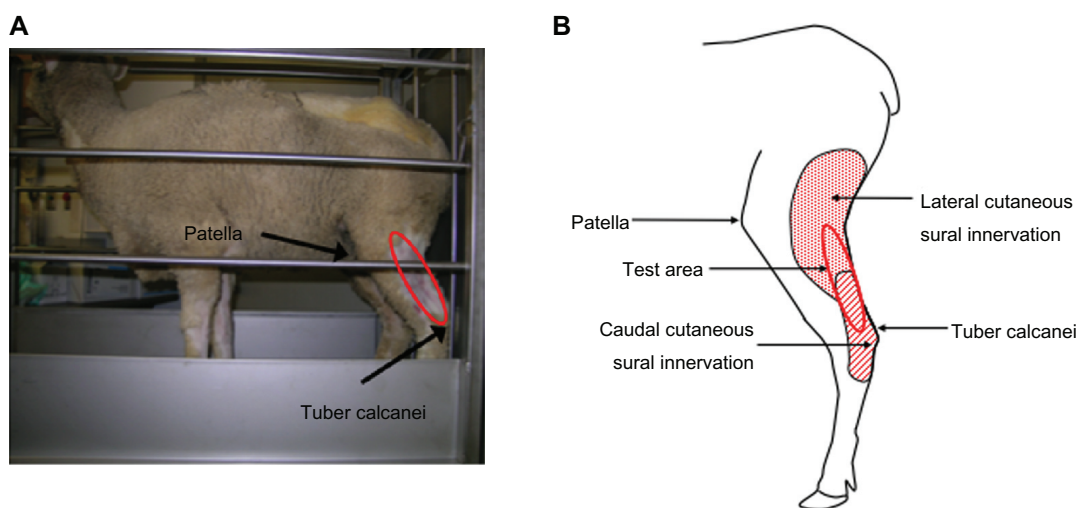 A
Patella
Tuber calcanei
B
Patella
Lateral cutaneous
sural innervation
Test area
Caudal cutaneous
sural innervation
Tuber calcanei